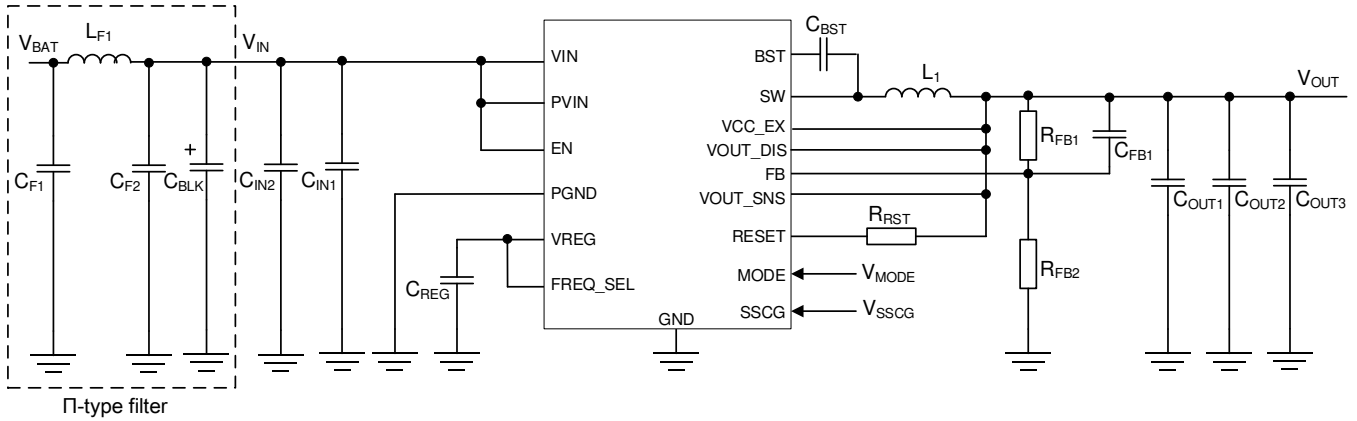 V_BAT
L_F1
V_IN
C_F1
C_F2
+
C_BLK
C_IN2
C_IN1
Π-type filter
VIN
PVIN
EN
PGND
VREG
FREQ_SEL
C_REG
GND
BST
SW
VCC_EX
VOUT_DIS
FB
VOUT_SNS
RESET
MODE
SSCG
C_BST
L_1
R_RST
V_MODE
V_SSCG
R_FB1
C_FB1
R_FB2
V_OUT
C_OUT1
C_OUT2
C_OUT3